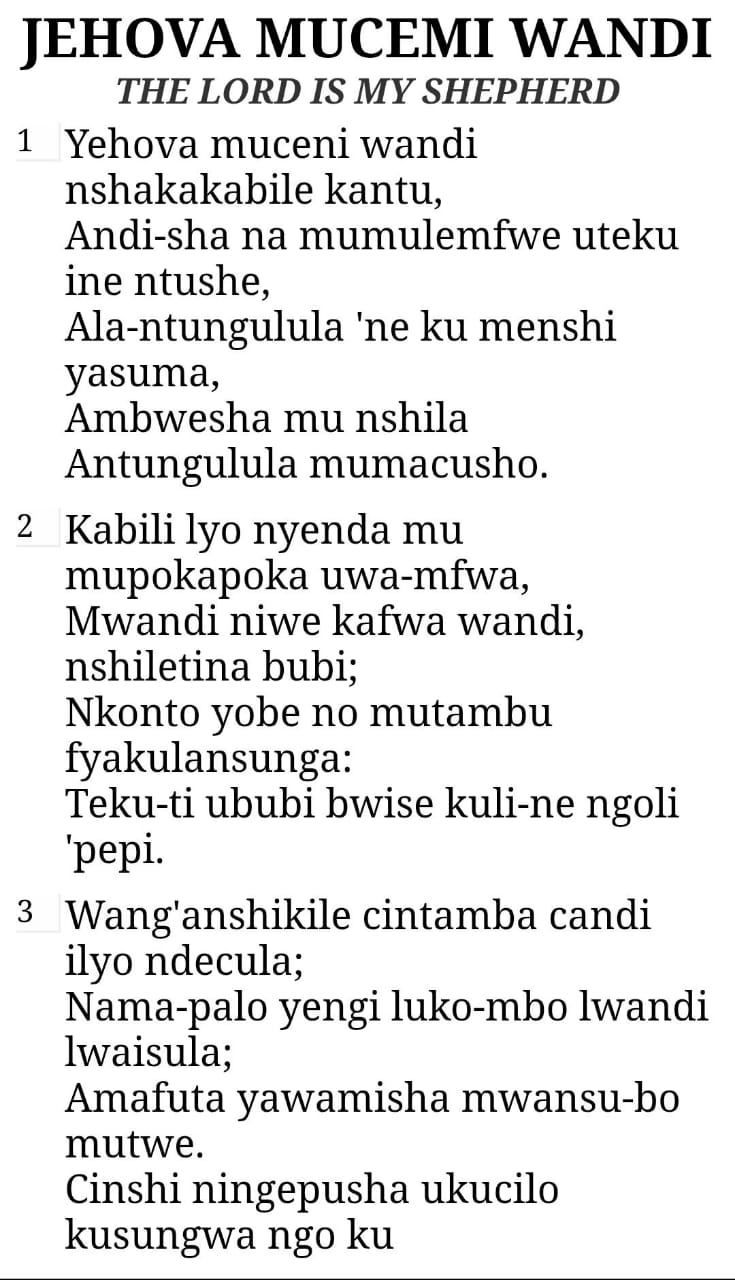 JEHOVA MUCEMI WANDI
THE LORD IS MY SHEPHERD
1 Yehova muceni wandi
nshakakabile kantu,
Andi-sha na mumulemfwe uteku
ine ntushe,
Ala-ntungulula 'ne ku menshi
yasuma,
Ambwesha mu nshila
Antungulula mumacusho.
2 Kabili lyo nyenda mu
mupokapoka uwa-mfwa,
Mwandi niwe kafwa wandi,
nshiletina bubi;
Nkonto yobe no mutambu
fyakulansunga:
Teku-ti ububi bwise kuli-ne ngoli
'pepi.
3 Wang'anshikile cintamba candi
ilyo ndecula;
Nama-palo yengi luko-mbo lwandi
lwaisula;
Amafuta yawamisha mwansu-bo
mutwe.
Cinshi ningepusha ukucilo
kusungwa ngo ku